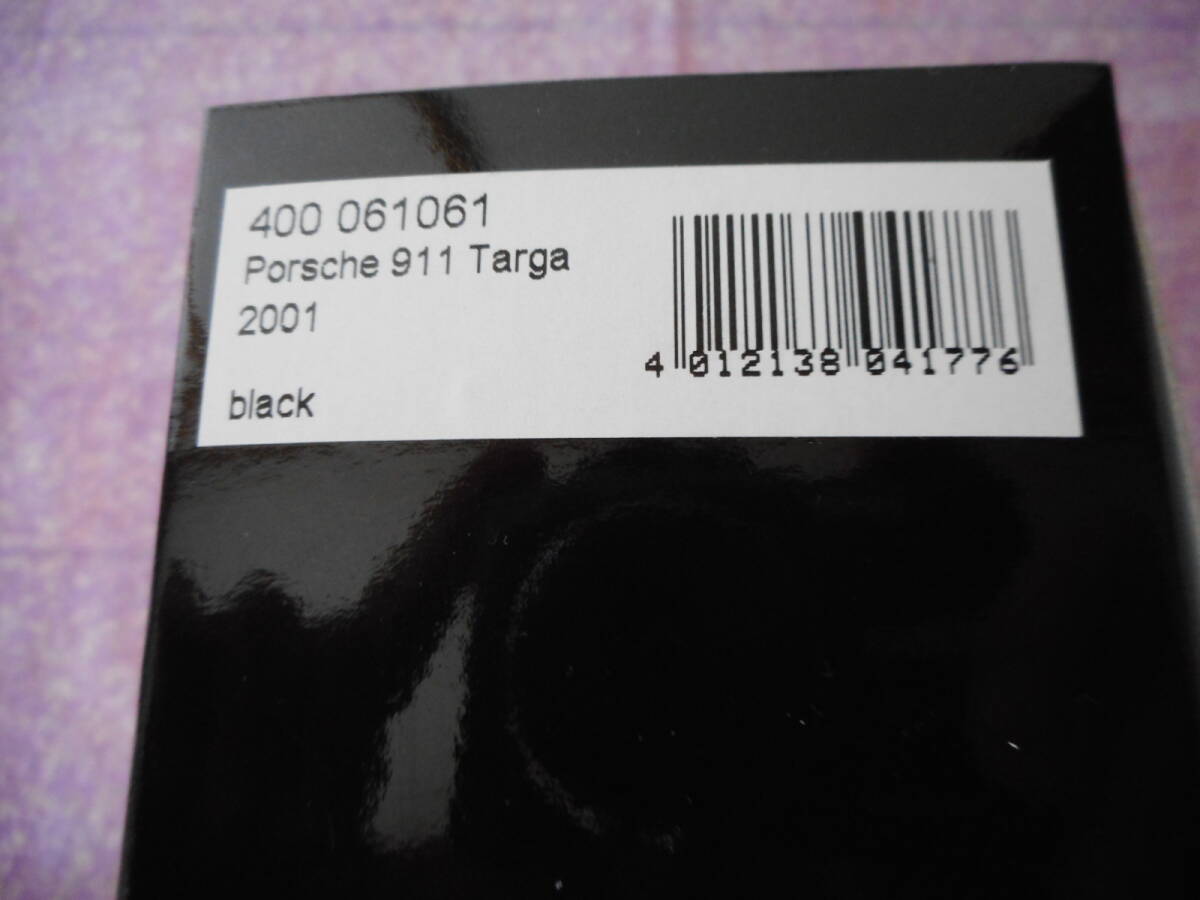 400 061061
Porsche 911 Targa
2001
black
4 012138 041776